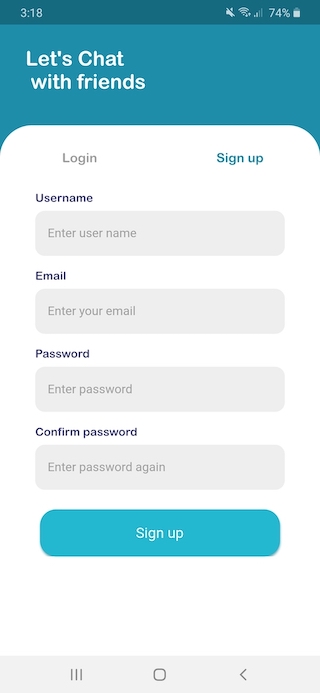 3:18
74%
Let's Chat
with friends
Login
Sign up
Username
Enter user name
Email
Enter your email
Password
Enter password
Confirm password
Enter password again
Sign up